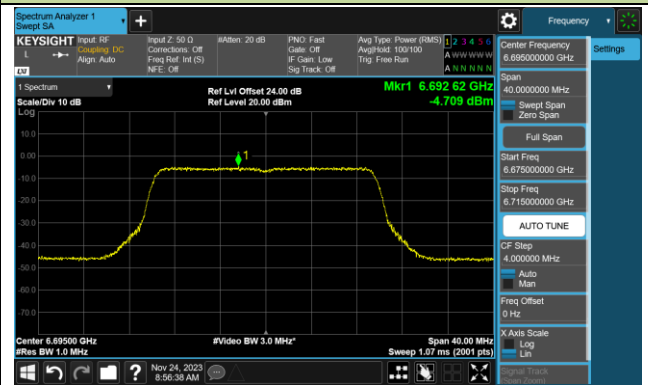 Spectrum Analyzer 1
Swept SA
+
Frequency
KEYSIGHT
Input: RF
Coupling: DC
Align: Auto
Input Z: 50 Ω
Corrections: Off
Freq Ref: Int (S)
NFE: Off
#Atten: 20 dB
PNO: Fast
Gate: Off
IF Gain: Low
Sig Track: Off
Avg Type: Power (RMS)
Avg|Hold: 100/100
Trig: Free Run
1 2 3 4 5 6
A W W W W W
A N N N N N
L
LXI
1 Spectrum
Scale/Div 10 dB
Log
Ref Lvl Offset 24.00 dB
Ref Level 20.00 dBm
Mkr1 6.692 62 GHz
-4.709 dBm
10.0
0.00
-10.0
-20.0
-30.0
-40.0
-50.0
-60.0
-70.0
1
Center 6.69500 GHz
#Res BW 1.0 MHz
#Video BW 3.0 MHz*
Span 40.00 MHz
Sweep 1.07 ms (2001 pts)
Nov 24, 2023
8:56:38 AM
?
Center Frequency
6.695000000 GHz
Settings
Span
40.0000000 MHz
Swept Span
Zero Span
Full Span
Start Freq
6.675000000 GHz
Stop Freq
6.715000000 GHz
AUTO TUNE
CF Step
4.000000 MHz
Auto
Man
Freq Offset
0 Hz
X Axis Scale
Log
Lin
Signal Track
(Span Zoom)